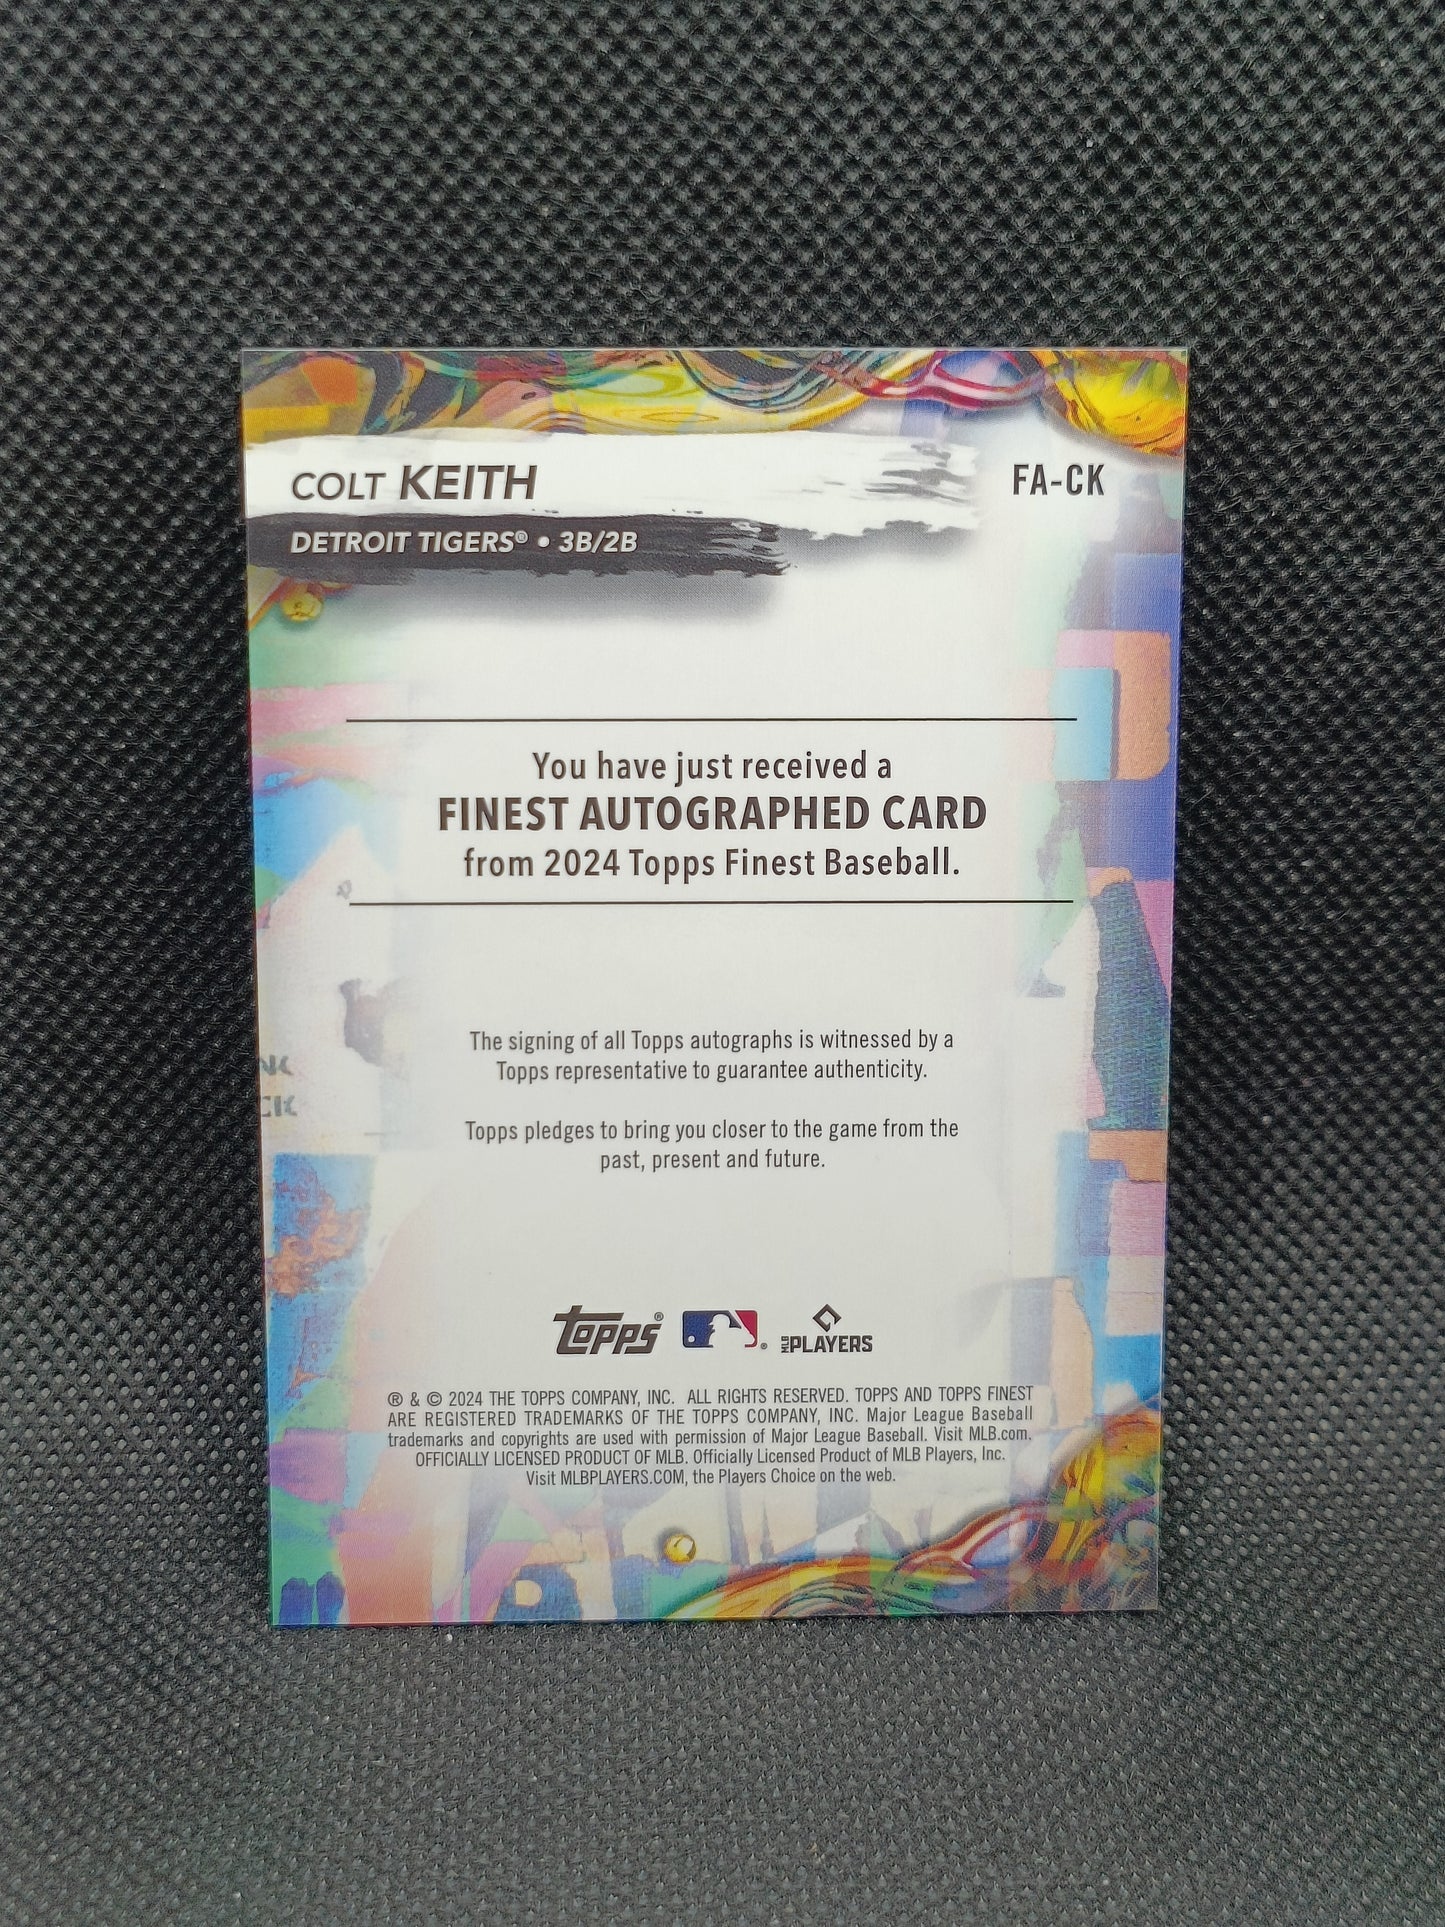 COLT KEITH
FA-CK
DETROIT TIGERS® • 3B/2B
You have just received a
FINEST AUTOGRAPHED CARD
from 2024 Topps Finest Baseball.
NK
CK
The signing of all Topps autographs is witnessed by a
Topps representative to guarantee authenticity.
Topps pledges to bring you closer to the game from the
past, present and future.
topps®
® MLB PLAYERS
® & © 2024 THE TOPPS COMPANY, INC. ALL RIGHTS RESERVED. TOPPS AND TOPPS FINEST
ARE REGISTERED TRADEMARKS OF THE TOPPS COMPANY, INC. Major League Baseball
trademarks and copyrights are used with permission of Major League Baseball. Visit MLB.com.
OFFICIALLY LICENSED PRODUCT OF MLB. Officially Licensed Product of MLB Players, Inc.
Visit MLBPLAYERS.COM, the Players Choice on the web.